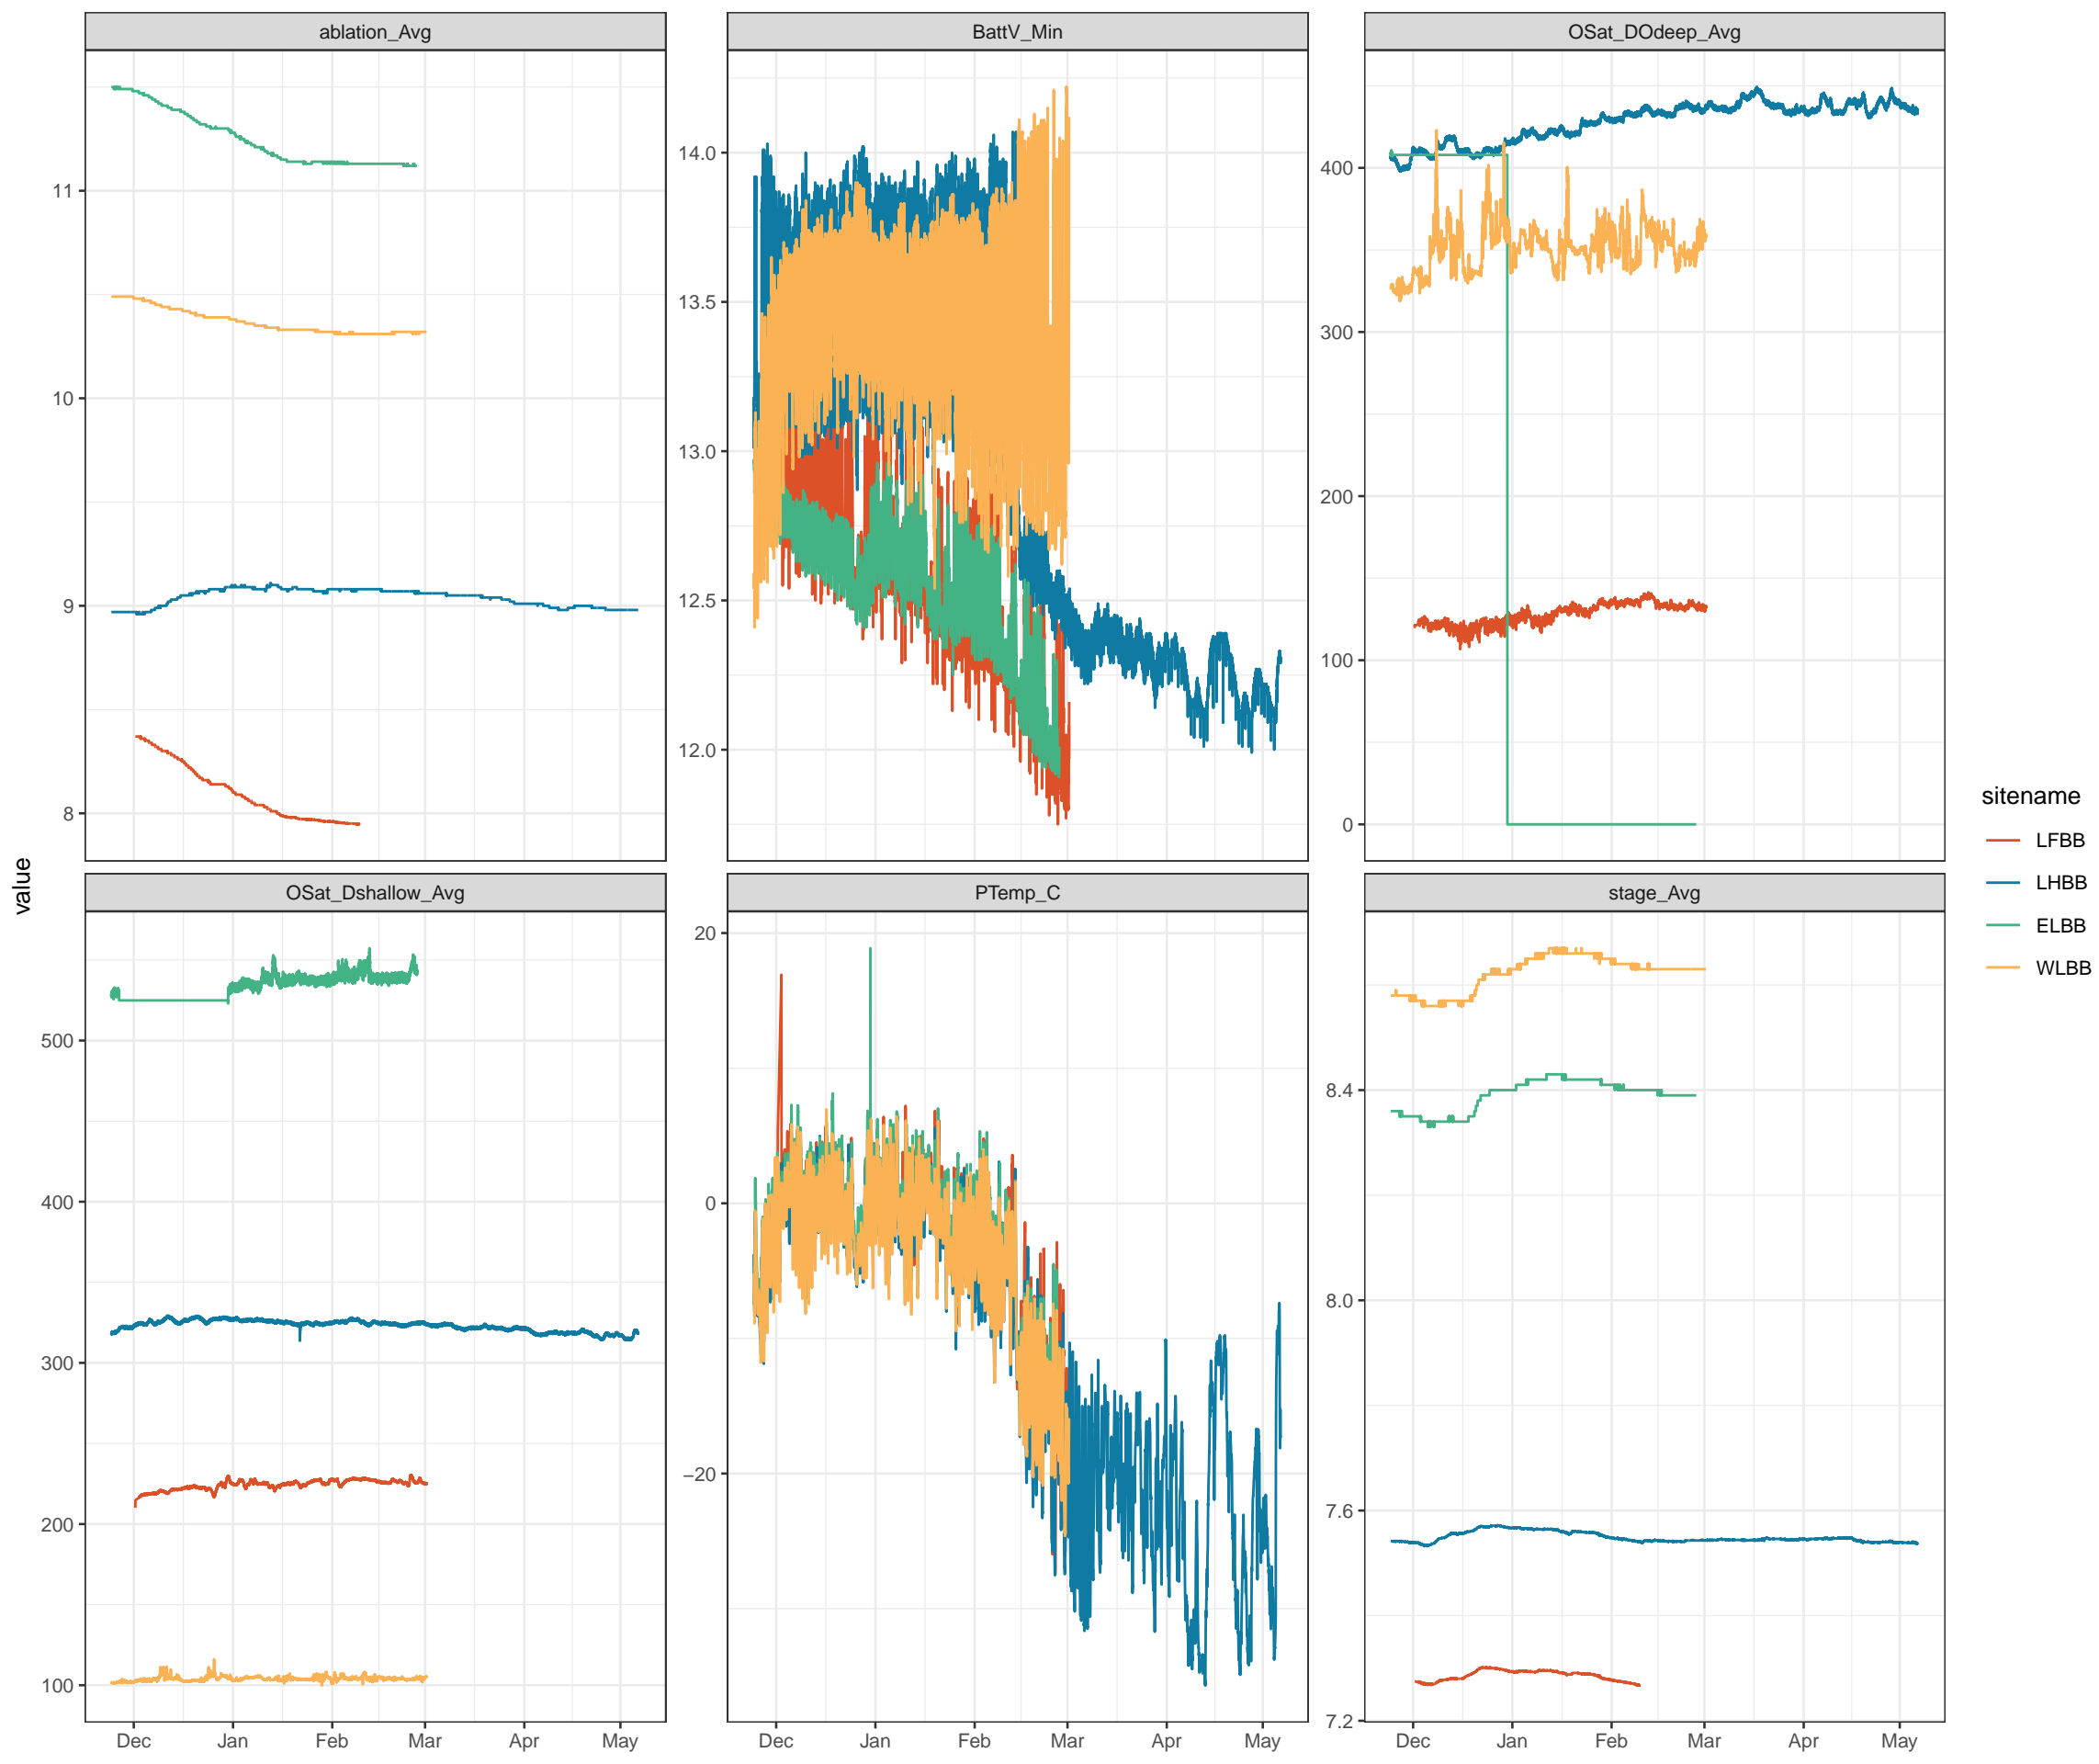 ablation_Avg
BattV_Min
OSat_DOdeep_Avg
11
10
9
8
14.0
13.5
13.0
12.5
12.0
400
300
200
100
0
value
OSat_Dshallow_Avg
PTemp_C
stage_Avg
500
400
300
200
100
20
0
−20
8.4
8.0
7.6
7.2
Dec Jan Feb Mar Apr May
Dec Jan Feb Mar Apr May
Dec Jan Feb Mar Apr May
sitename
LFBB
LHBB
ELBB
WLBB